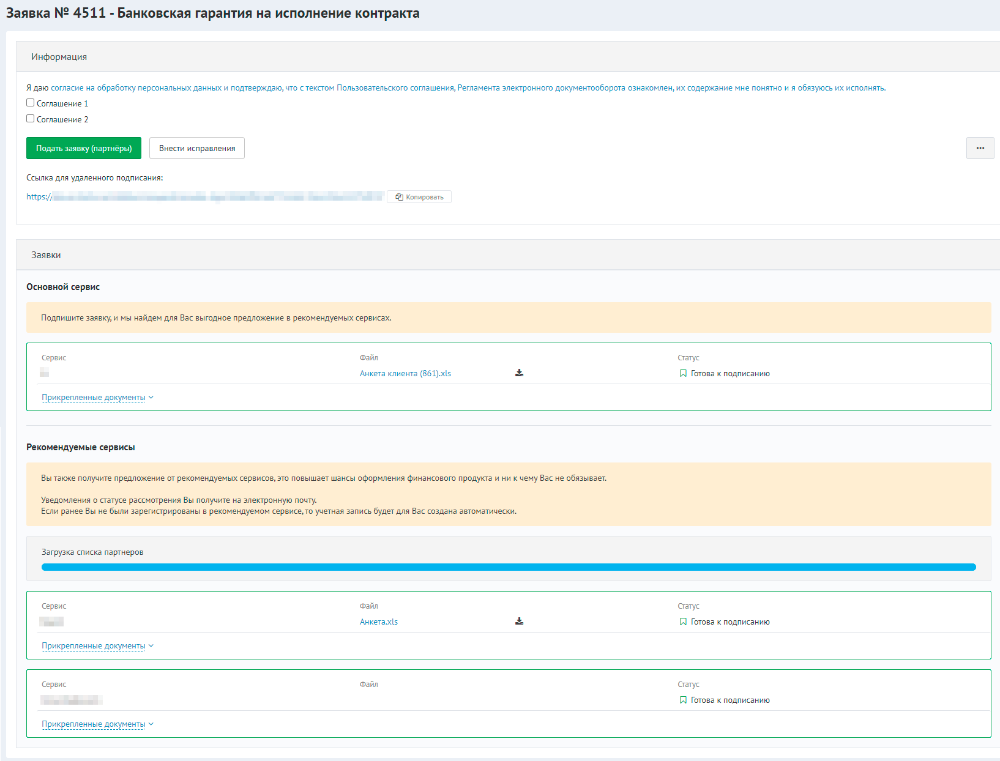 Заявка № 4511 - Банковская гарантия на исполнение контракта
Информация
Я даю согласие на обработку персональных данных и подтверждаю, что с текстом Пользовательского соглашения, Регламента электронного документооборота ознакомлен, их содержание мне понятно и я обязуюсь их исполнять.
Соглашение 1
Соглашение 2
Подать заявку (партнёры) Внести исправления ...
Ссылка для удаленного подписания:
https:// Копировать
Заявки
Основной сервис
Подпишите заявку, и мы найдем для Вас выгодное предложение в рекомендуемых сервисах.
Сервис Файл Статус
Анкета клиента (861).xls Готова к подписанию
Прикрепленные документы
Рекомендуемые сервисы
Вы также получите предложение от рекомендуемых сервисов, это повышает шансы оформления финансового продукта и ни к чему Вас не обязывает.
Уведомления о статусе рассмотрения Вы получите на электронную почту.
Если ранее Вы не были зарегистрированы в рекомендуемом сервисе, то учетная запись будет для Вас создана автоматически.
Загрузка списка партнеров
Сервис Файл Статус
Анкета.xls Готова к подписанию
Прикрепленные документы
Сервис Файл Статус
Готова к подписанию
Прикрепленные документы